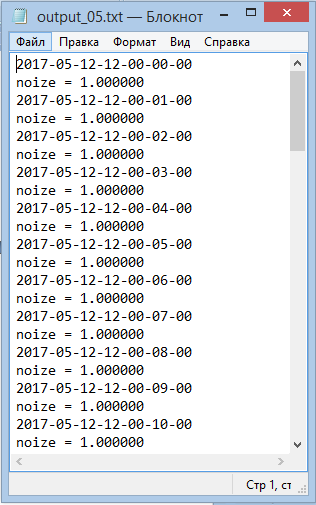 output_05.txt — Блокнот
Файл Правка Формат Вид Справка
2017-05-12-12-00-00-00
noize = 1.000000
2017-05-12-12-00-01-00
noize = 1.000000
2017-05-12-12-00-02-00
noize = 1.000000
2017-05-12-12-00-03-00
noize = 1.000000
2017-05-12-12-00-04-00
noize = 1.000000
2017-05-12-12-00-05-00
noize = 1.000000
2017-05-12-12-00-06-00
noize = 1.000000
2017-05-12-12-00-07-00
noize = 1.000000
2017-05-12-12-00-08-00
noize = 1.000000
2017-05-12-12-00-09-00
noize = 1.000000
2017-05-12-12-00-10-00
noize = 1.000000
Стр 1, ст